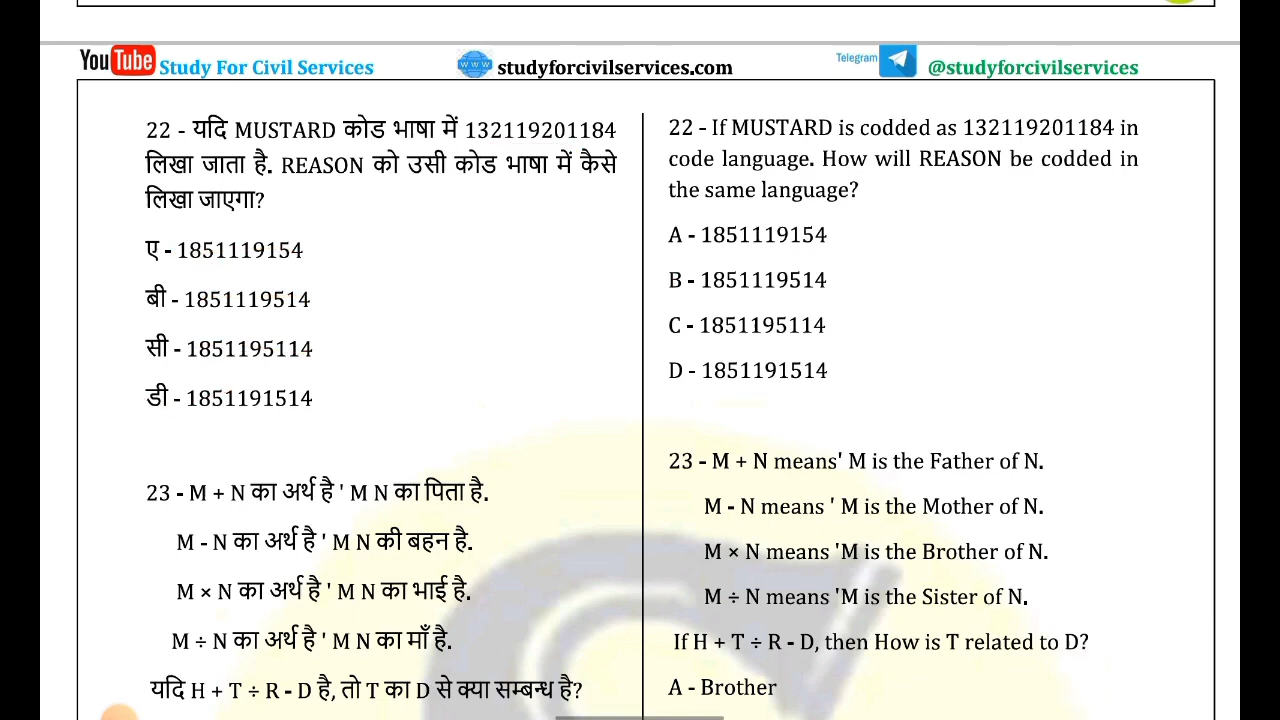 YouTube Study For Civil Services
www studyforcivilservices.com
Telegram @studyforcivilservices
22 - यदि MUSTARD कोड भाषा में 132119201184
लिखा जाता है. REASON को उसी कोड भाषा में कैसे
लिखा जाएगा?
ए - 1851119154
बी - 1851119514
सी - 1851195114
डी - 1851191514
23 - M + N का अर्थ है ' M N का पिता है.
M - N का अर्थ है ' M N की बहन है.
M × N का अर्थ है ' M N का भाई है.
M ÷ N का अर्थ है ' M N का माँ है.
यदि H + T ÷ R - D है, तो T का D से क्या सम्बन्ध है?
22 - If MUSTARD is codded as 132119201184 in
code language. How will REASON be codded in
the same language?
A - 1851119154
B - 1851119514
C - 1851195114
D - 1851191514
23 - M + N means' M is the Father of N.
M - N means ' M is the Mother of N.
M × N means 'M is the Brother of N.
M ÷ N means 'M is the Sister of N.
If H + T ÷ R - D, then How is T related to D?
A - Brother